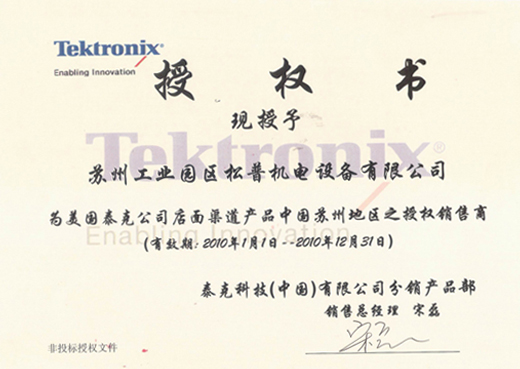 Tektronix®
Enabling Innovation
授权书
现授予
Tektronix®
苏州工业园区松普机电设备有限公司
为美国泰克公司店面渠道产品中国苏州地区之授权销售商
Enabling Innovation
(有效期:2010年1月1日---2010年12月31日)
泰克科技(中国)有限公司分销产品部
销售总经理 宋磊
非投标授权文件